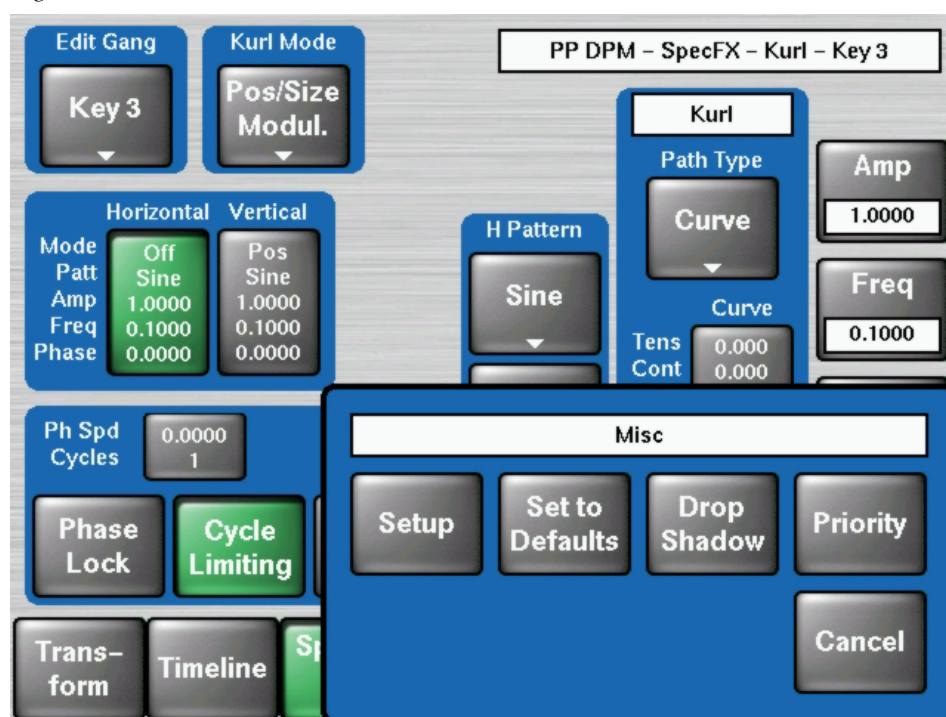 Edit Gang
Key 3
Kurl Mode
Pos/Size
Modul.
PP DPM – SpecFX – Kurl – Key 3
Kurl
Path Type
Curve
Amp
1.0000
Freq
0.1000
Horizontal Vertical
Mode Off Pos
Patt Sine Sine
Amp 1.0000 1.0000
Freq 0.1000 0.1000
Phase 0.0000 0.0000
H Pattern
Sine
Curve
Tens 0.000
Cont 0.000
Ph Spd 0.0000
Cycles 1
Phase
Lock
Cycle
Limiting
Misc
Setup
Set to
Defaults
Drop
Shadow
Priority
Cancel
Trans–
form
Timeline